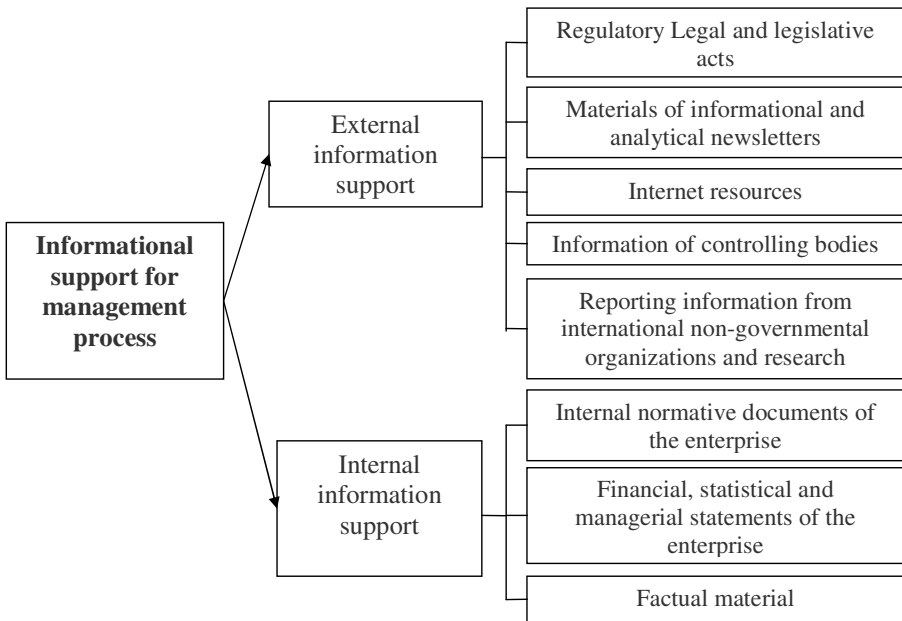 Informational
support for
management
process
External
information
support
Regulatory Legal and legislative
acts
Materials of informational and
analytical newsletters
Internet resources
Information of controlling bodies
Reporting information from
international non-governmental
organizations and research
Internal
information
support
Internal normative documents of
the enterprise
Financial, statistical and
managerial statements of the
enterprise
Factual material